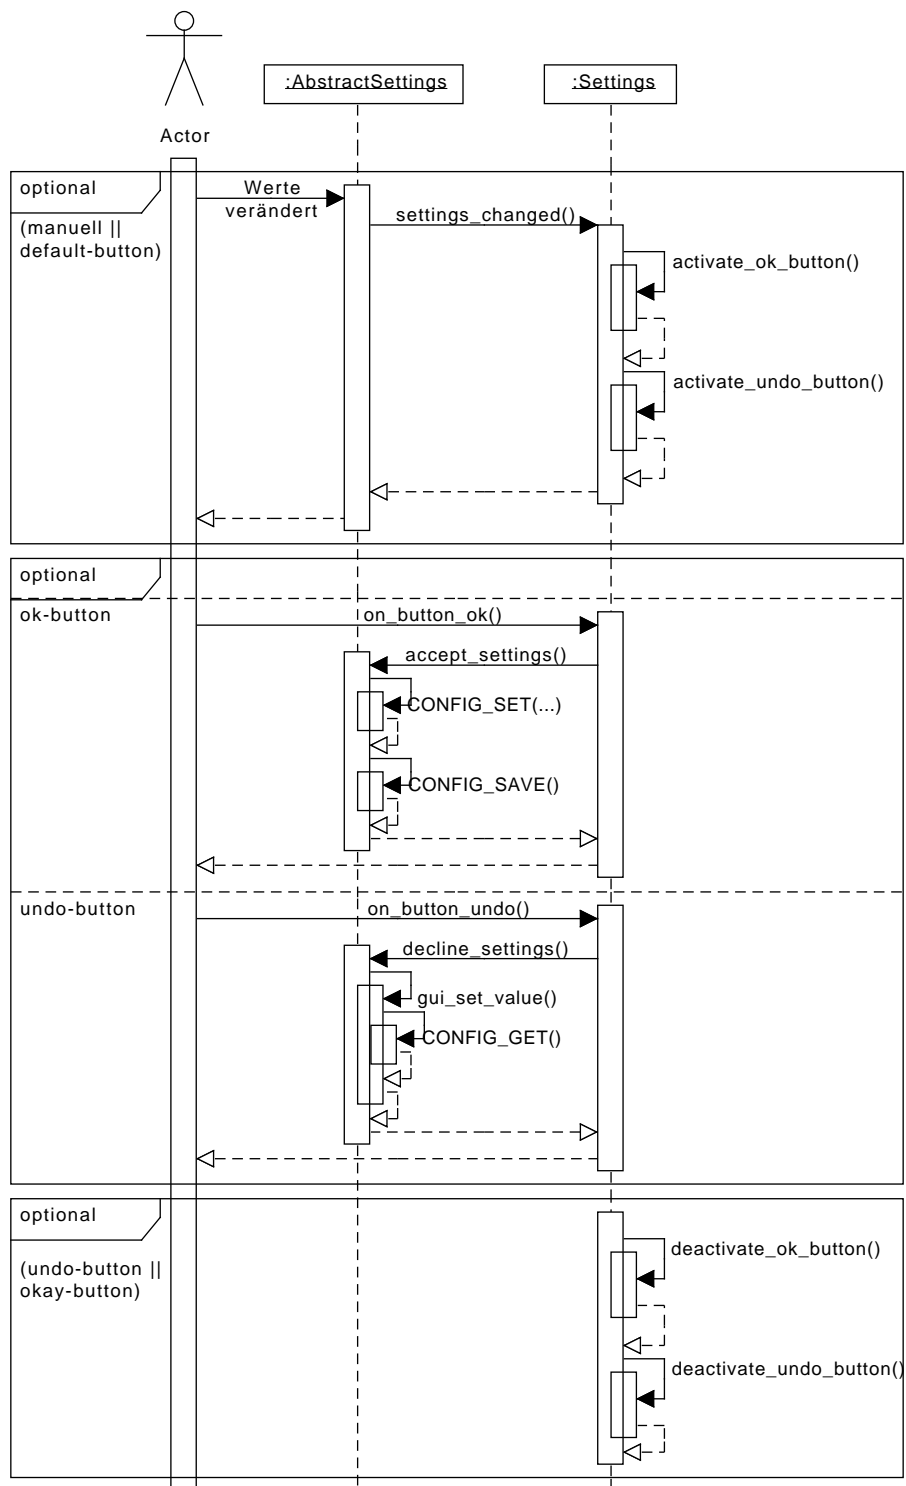 :AbstractSettings
:Settings
Actor
optional
(manuell ||
default-button)
Werte
verändert
settings_changed()
activate_ok_button()
activate_undo_button()
optional
ok-button
on_button_ok()
accept_settings()
CONFIG_SET(...)
CONFIG_SAVE()
undo-button
on_button_undo()
decline_settings()
gui_set_value()
CONFIG_GET()
optional
(undo-button ||
okay-button)
deactivate_ok_button()
deactivate_undo_button()